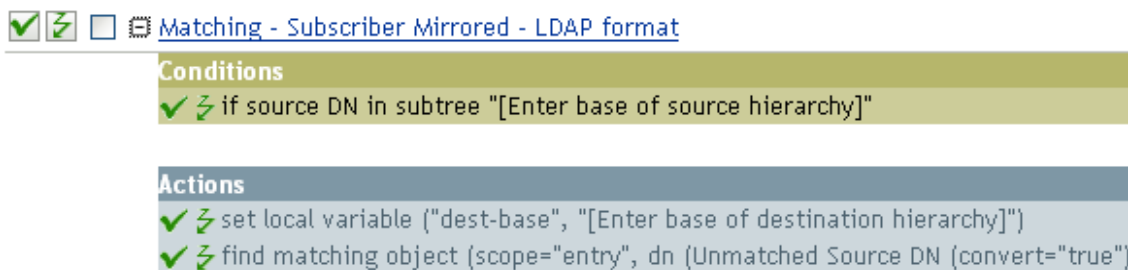 Matching - Subscriber Mirrored - LDAP format
Conditions
if source DN in subtree "[Enter base of source hierarchy]"
Actions
set local variable ("dest-base", "[Enter base of destination hierarchy]")
find matching object (scope="entry", dn (Unmatched Source DN (convert="true")